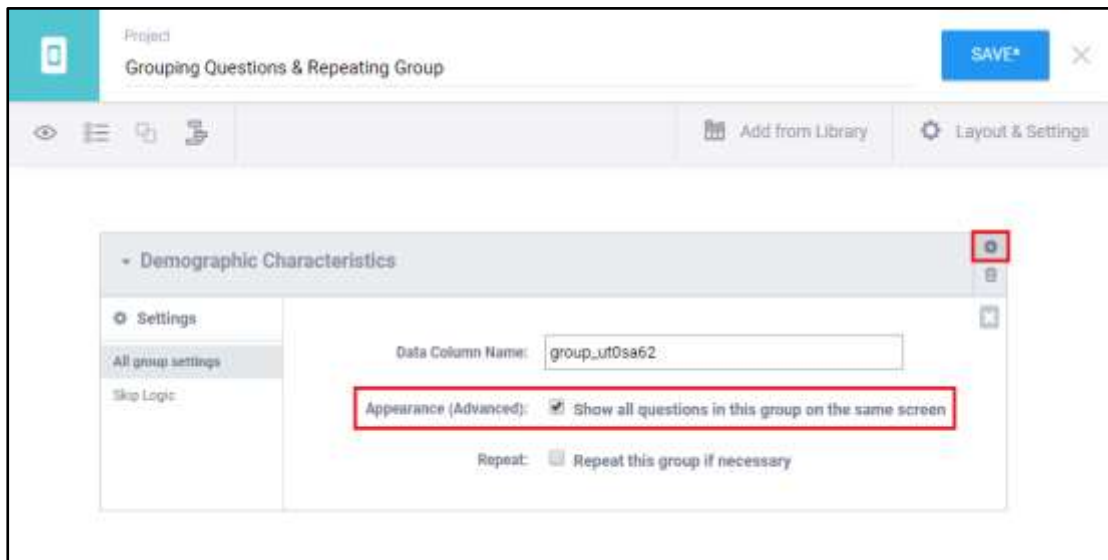 Project
Grouping Questions & Repeating Group
SAVE*
Add from Library
Layout & Settings
Demographic Characteristics
Settings
All group settings
Skip Logic
Data Column Name:
group_ut0sa62
Appearance (Advanced):
Show all questions in this group on the same screen
Repeat:
Repeat this group if necessary